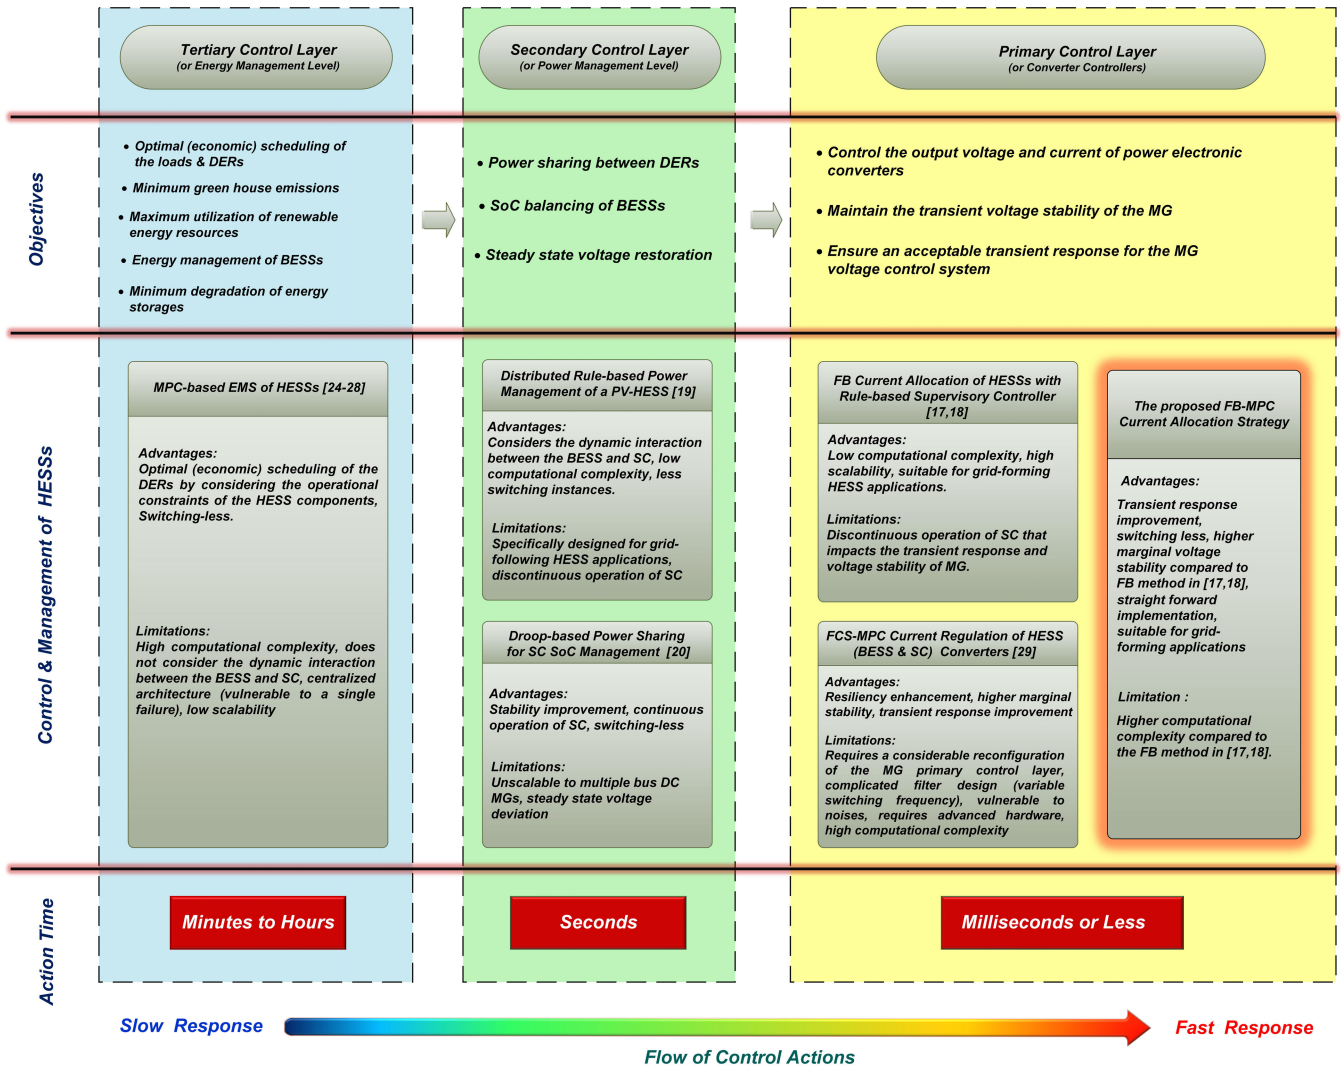 Tertiary Control Layer
(or Energy Management Level)
Secondary Control Layer
(or Power Management Level)
Primary Control Layer
(or Converter Controllers)
Objectives
• Optimal (economic) scheduling of
the loads & DERs
• Minimum green house emissions
• Maximum utilization of renewable
energy resources
• Energy management of BESSs
• Minimum degradation of energy
storages
• Power sharing between DERs
• SoC balancing of BESSs
• Steady state voltage restoration
• Control the output voltage and current of power electronic
converters
• Maintain the transient voltage stability of the MG
• Ensure an acceptable transient response for the MG
voltage control system
Control & Management of HESSs
MPC-based EMS of HESSs [24-28]
Advantages:
Optimal (economic) scheduling of the
DERs by considering the operational
constraints of the HESS components,
Switching-less.
Limitations:
High computational complexity, does
not consider the dynamic interaction
between the BESS and SC, centralized
architecture (vulnerable to a single
failure), low scalability
Distributed Rule-based Power
Management of a PV-HESS [19]
Advantages:
Considers the dynamic interaction
between the BESS and SC, low
computational complexity, less
switching instances.
Limitations:
Specifically designed for grid-
following HESS applications,
discontinuous operation of SC
Droop-based Power Sharing
for SC SoC Management [20]
Advantages:
Stability improvement, continuous
operation of SC, switching-less
Limitations:
Unscalable to multiple bus DC
MGs, steady state voltage
deviation
FB Current Allocation of HESSs with
Rule-based Supervisory Controller
[17,18]
Advantages:
Low computational complexity, high
scalability, suitable for grid-forming
HESS applications.
Limitations:
Discontinuous operation of SC that
impacts the transient response and
voltage stability of MG.
FCS-MPC Current Regulation of HESS
(BESS & SC) Converters [29]
Advantages:
Resiliency enhancement, higher marginal
stability, transient response improvement
Limitations:
Requires a considerable reconfiguration
of the MG primary control layer,
complicated filter design (variable
switching frequency), vulnerable to
noises, requires advanced hardware,
high computational complexity
The proposed FB-MPC
Current Allocation Strategy
Advantages:
Transient response
improvement,
switching less, higher
marginal voltage
stability compared to
FB method in [17,18],
straight forward
implementation,
suitable for grid-
forming applications
Limitation :
Higher computational
complexity compared to
the FB method in [17,18].
Action Time
Minutes to Hours
Seconds
Milliseconds or Less
Slow Response
Fast Response
Flow of Control Actions